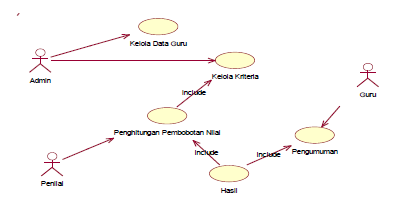 Kelola Data Guru
Admin
Kelola Kriteria
Guru
include
Penghitungan Pembobotan Nilai
Pengumuman
include
include
Penilai
Hasil